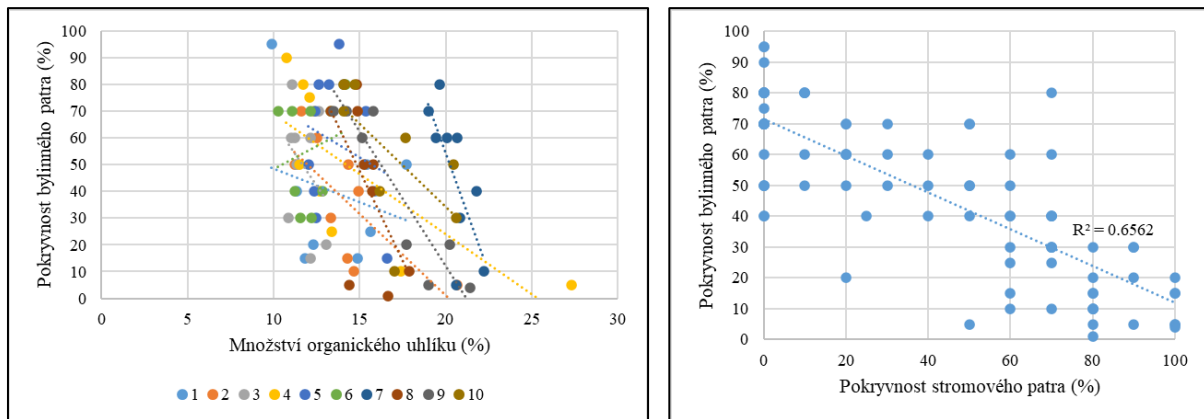 Pokryvnost bylinného patra (%)
100
90
80
70
60
50
40
30
20
10
0
0 5 10 15 20 25 30
Množství organického uhlíku (%)
1 2 3 4 5 6 7 8 9 10
Pokryvnost bylinného patra (%)
100
90
80
70
60
50
40
30
20
10
0
R² = 0.6562
0 20 40 60 80 100
Pokryvnost stromového patra (%)